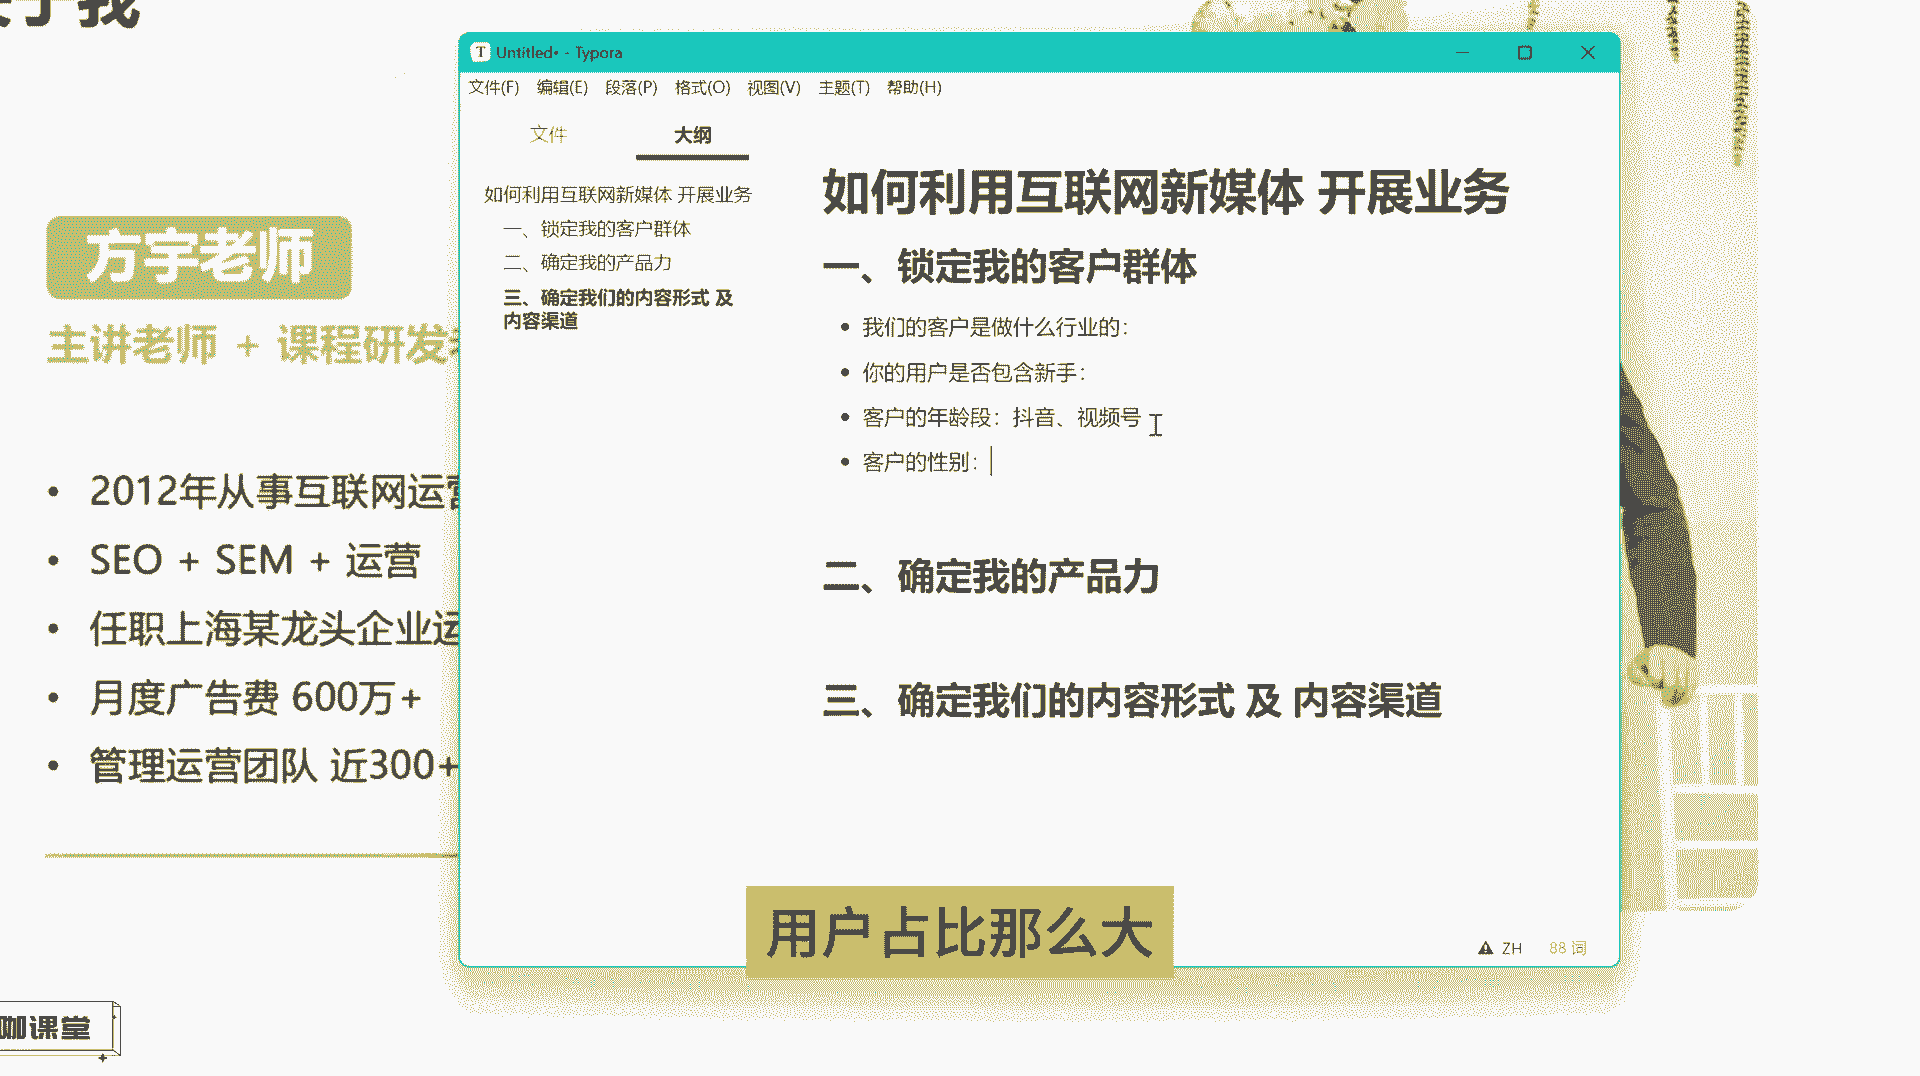 于我
方宇老师
主讲老师 + 课程研发
• 2012年从事互联网运营
• SEO + SEM + 运营
• 任职上海某龙头企业运
• 月度广告费 600万+
• 管理运营团队 近300+
咖课堂
T Untitled• - Typora
文件(F) 编辑(E) 段落(P) 格式(O) 视图(V) 主题(T) 帮助(H)
文件 大纲
如何利用互联网新媒体 开展业务
一、锁定我的客户群体
二、确定我的产品力
三、确定我们的内容形式 及
内容渠道
如何利用互联网新媒体 开展业务
一、锁定我的客户群体
• 我们的客户是做什么行业的：
• 你的用户是否包含新手：
• 客户的年龄段：抖音、视频号
• 客户的性别：
二、确定我的产品力
三、确定我们的内容形式 及 内容渠道
用户占比那么大
ZH 88 词